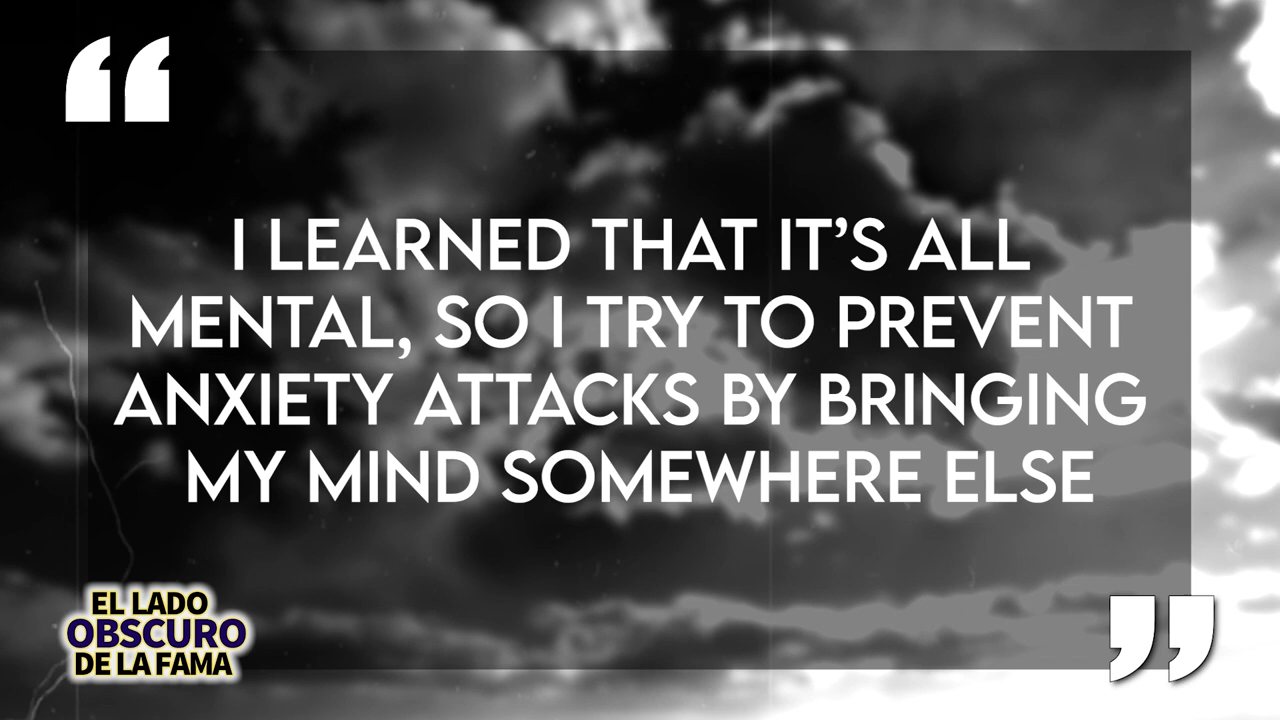 “
I LEARNED THAT IT’S ALL
MENTAL, SO I TRY TO PREVENT
ANXIETY ATTACKS BY BRINGING
MY MIND SOMEWHERE ELSE
”
EL LADO
OBSCURO
DE LA FAMA